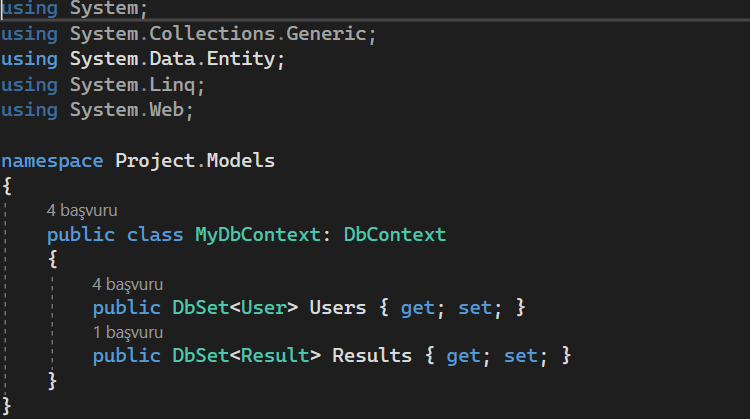 using System;
using System.Collections.Generic;
using System.Data.Entity;
using System.Linq;
using System.Web;
namespace Project.Models
{
4 başvuru
public class MyDbContext: DbContext
{
4 başvuru
public DbSet<User> Users { get; set; }
1 başvuru
public DbSet<Result> Results { get; set; }
}
}